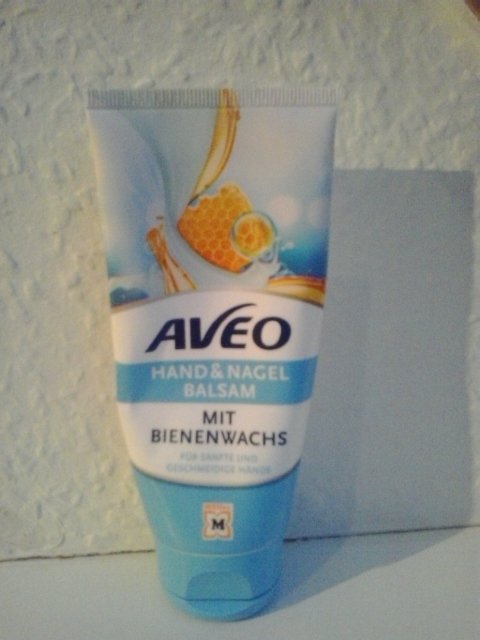 AVEO
HAND & NAGEL
BALSAM
MIT
BIENENWACHS
FÜR SANFTE UND
GESCHMEIDIGE HÄNDE
M